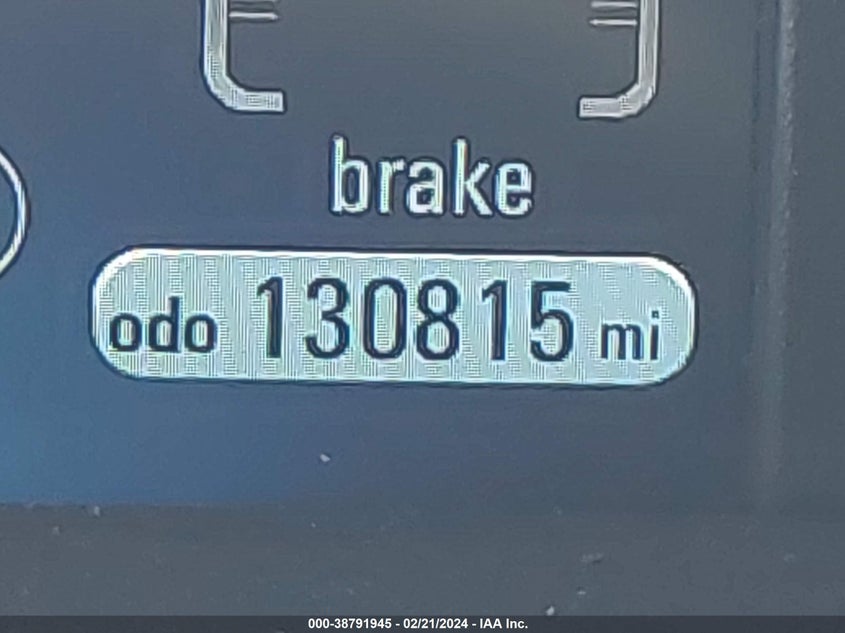 brake
odo 130815 mi
000-38791945 - 02/21/2024 - IAA Inc.